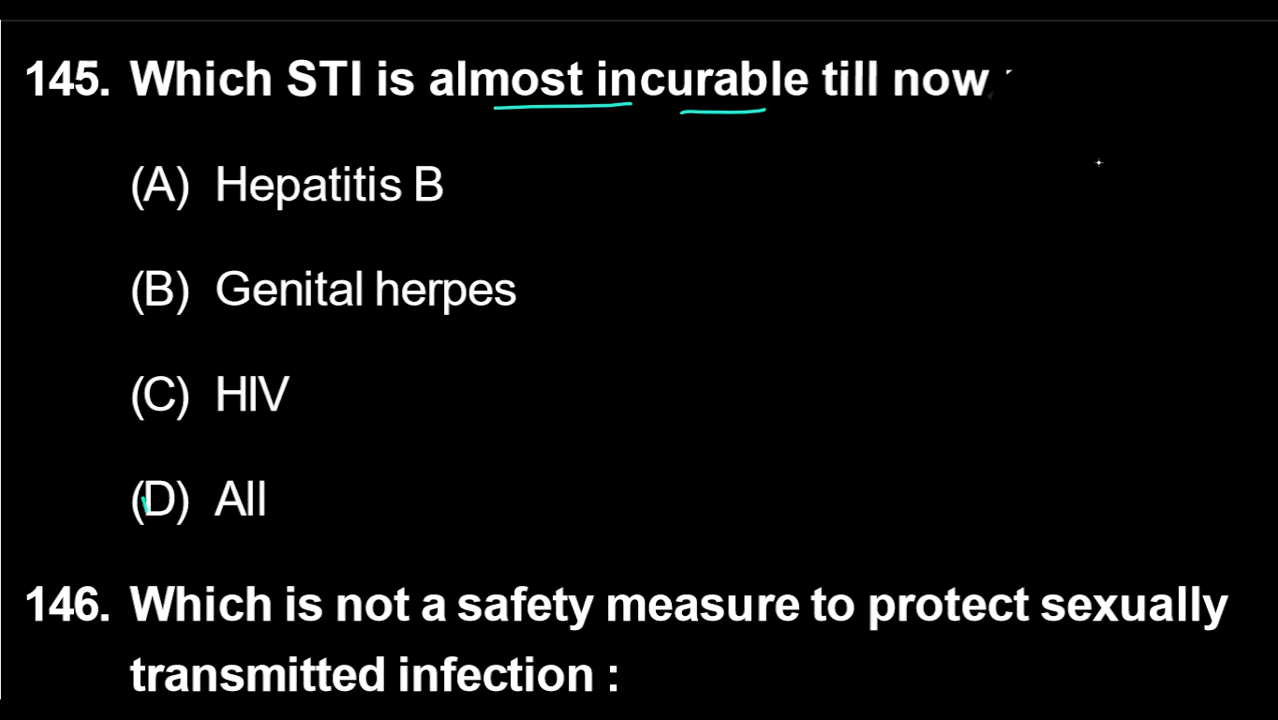 145. Which STI is almost incurable till now
(A) Hepatitis B
(B) Genital herpes
(C) HIV
(D) All
146. Which is not a safety measure to protect sexually
transmitted infection :